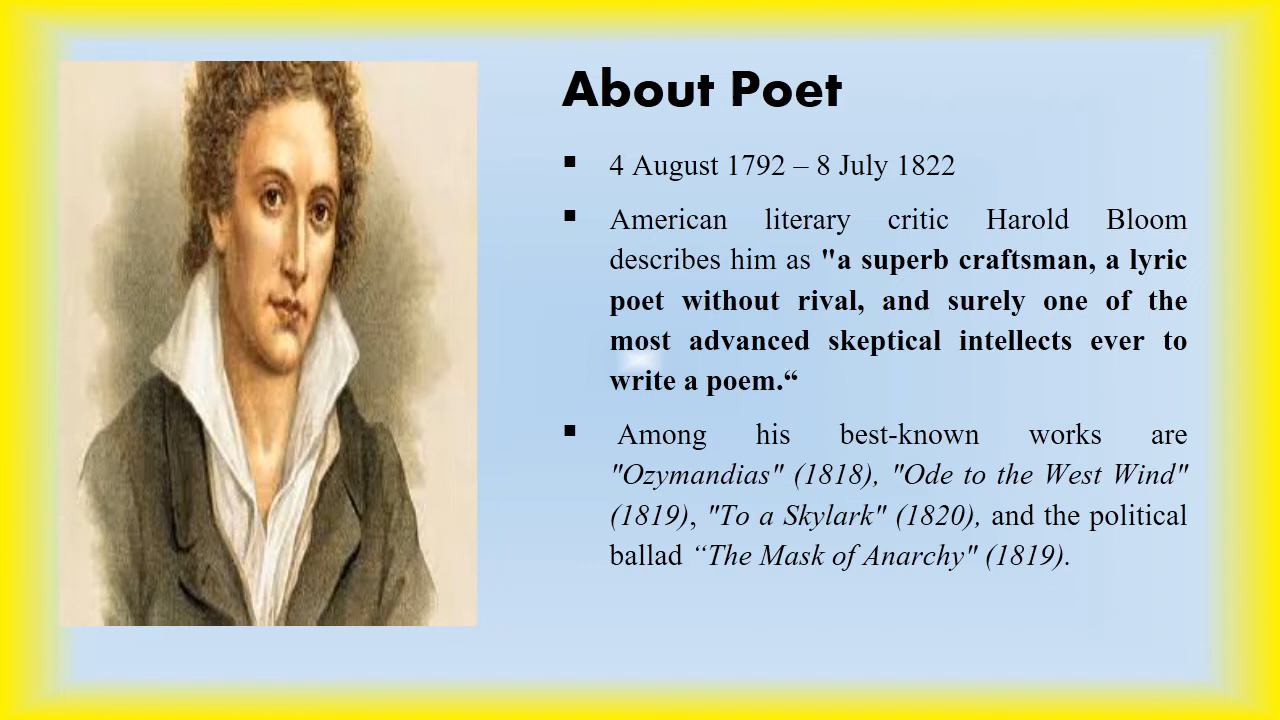 About Poet
▪ 4 August 1792 – 8 July 1822
▪ American literary critic Harold Bloom
describes him as "a superb craftsman, a lyric
poet without rival, and surely one of the
most advanced skeptical intellects ever to
write a poem.“
▪ Among his best-known works are
"Ozymandias" (1818), "Ode to the West Wind"
(1819), "To a Skylark" (1820), and the political
ballad “The Mask of Anarchy" (1819).